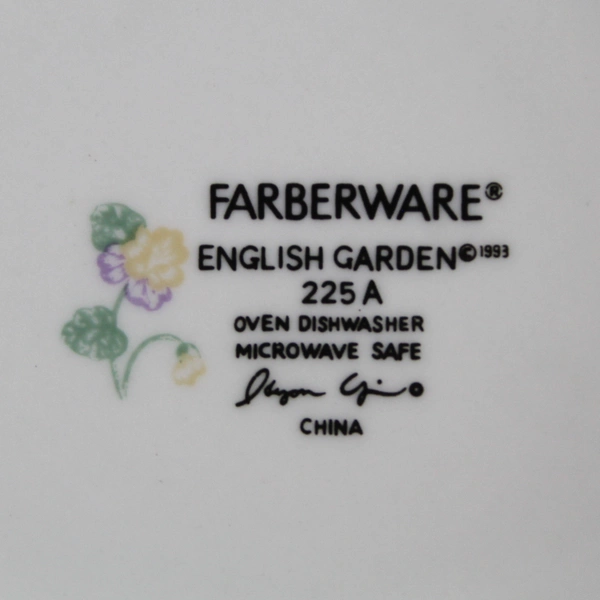 FARBERWARE®
ENGLISH GARDEN © 1993
225 A
OVEN DISHWASHER
MICROWAVE SAFE
CHINA